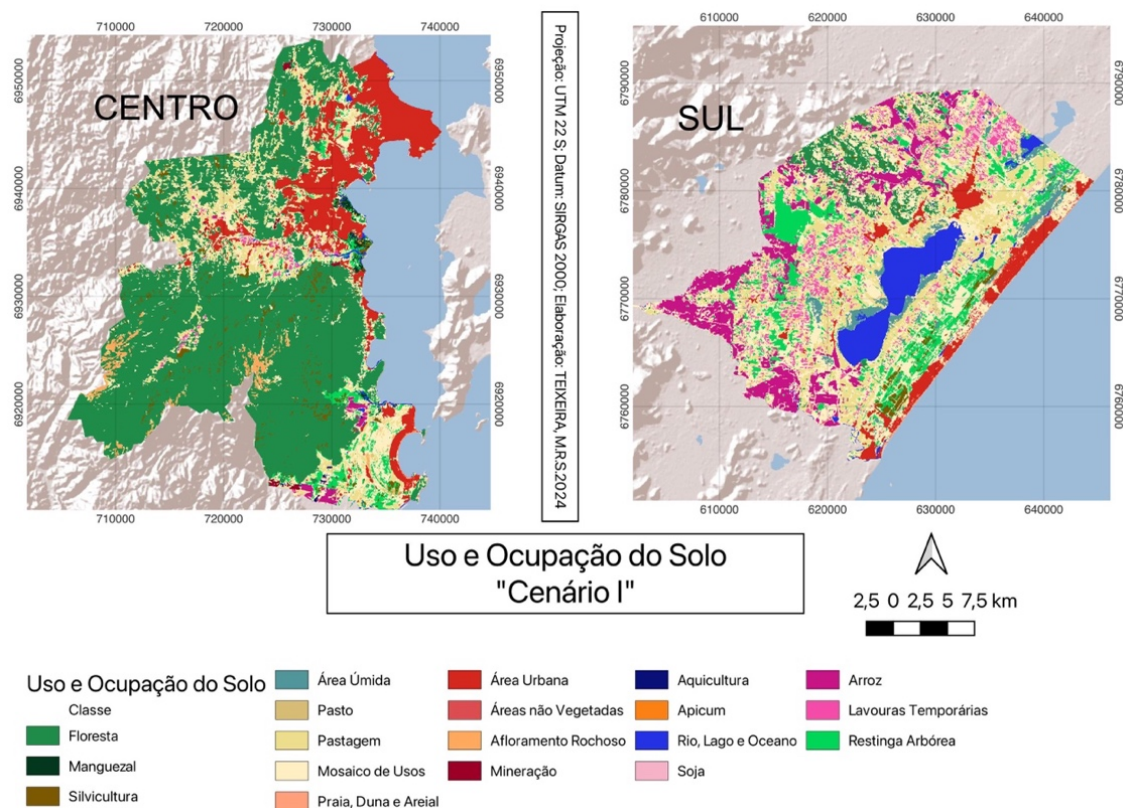 710000 720000 730000 740000
610000 620000 630000 640000
6950000
6940000
6930000
6920000
CENTRO
6950000
6940000
6930000
6920000
710000 720000 730000 740000
Projeção: UTM 22 S; Datum: SIRGAS 2000; Elaboração: TEIXEIRA, M.R.S.2024
6790000
6780000
6770000
6760000
SUL
6790000
6780000
6770000
6760000
610000 620000 630000 640000
Uso e Ocupação do Solo
"Cenário I"
2,5 0 2,5 5 7,5 km
Uso e Ocupação do Solo
Classe
Floresta
Manguezal
Silvicultura
Área Úmida
Pasto
Pastagem
Mosaico de Usos
Praia, Duna e Areial
Área Urbana
Áreas não Vegetadas
Afloramento Rochoso
Mineração
Aquicultura
Apicum
Rio, Lago e Oceano
Soja
Arroz
Lavouras Temporárias
Restinga Arbórea